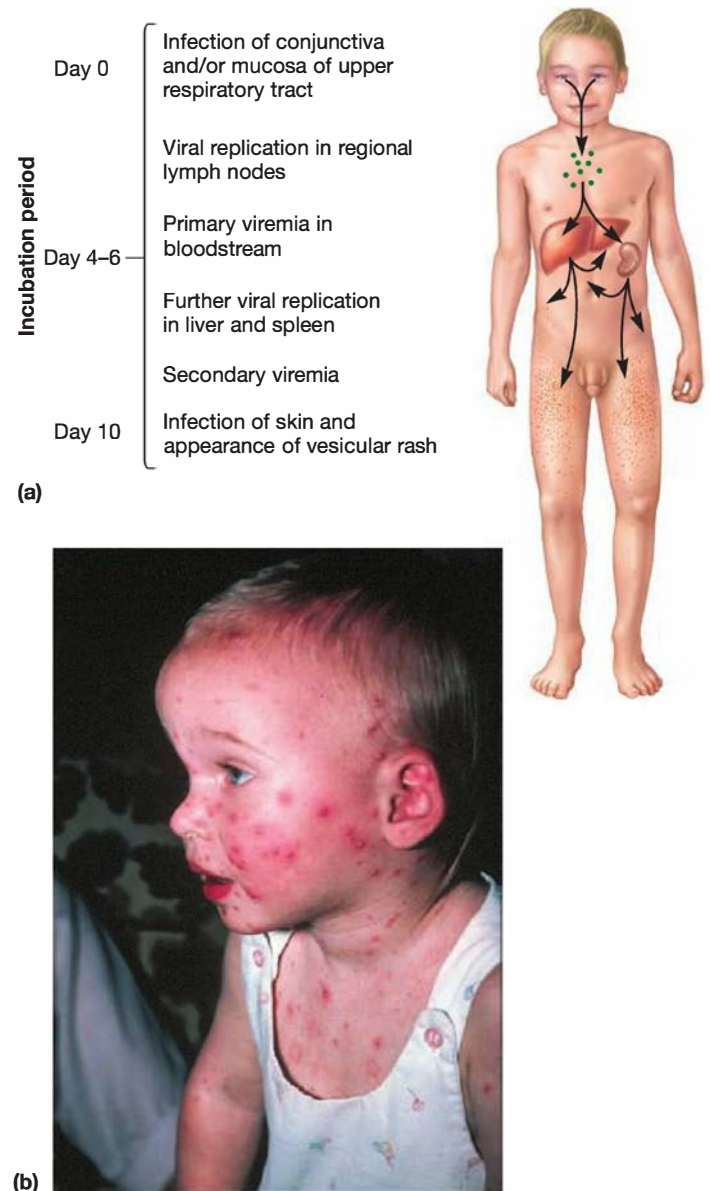 Incubation period
Day 0
Infection of conjunctiva
and/or mucosa of upper
respiratory tract
Viral replication in regional
lymph nodes
Day 4–6
Primary viremia in
bloodstream
Further viral replication
in liver and spleen
Secondary viremia
Day 10
Infection of skin and
appearance of vesicular rash
(a)
(b)